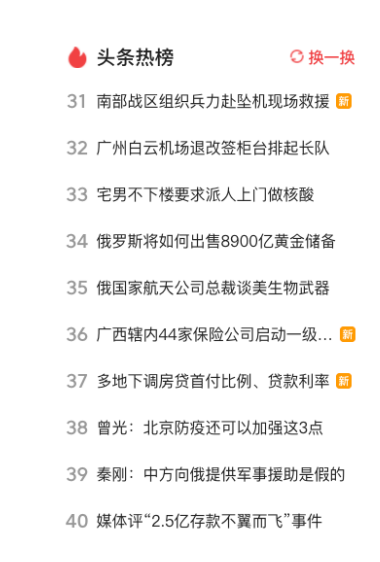 头条热榜 换一换
31 南部战区组织兵力赴坠机现场救援 新
32 广州白云机场退改签柜台排起长队
33 宅男不下楼要求派人上门做核酸
34 俄罗斯将如何出售8900亿黄金储备
35 俄国家航天公司总裁谈美生物武器
36 广西辖内44家保险公司启动一级... 新
37 多地下调房贷首付比例、贷款利率 新
38 曾光：北京防疫还可以加强这3点
39 秦刚：中方向俄提供军事援助是假的
40 媒体评“2.5亿存款不翼而飞”事件